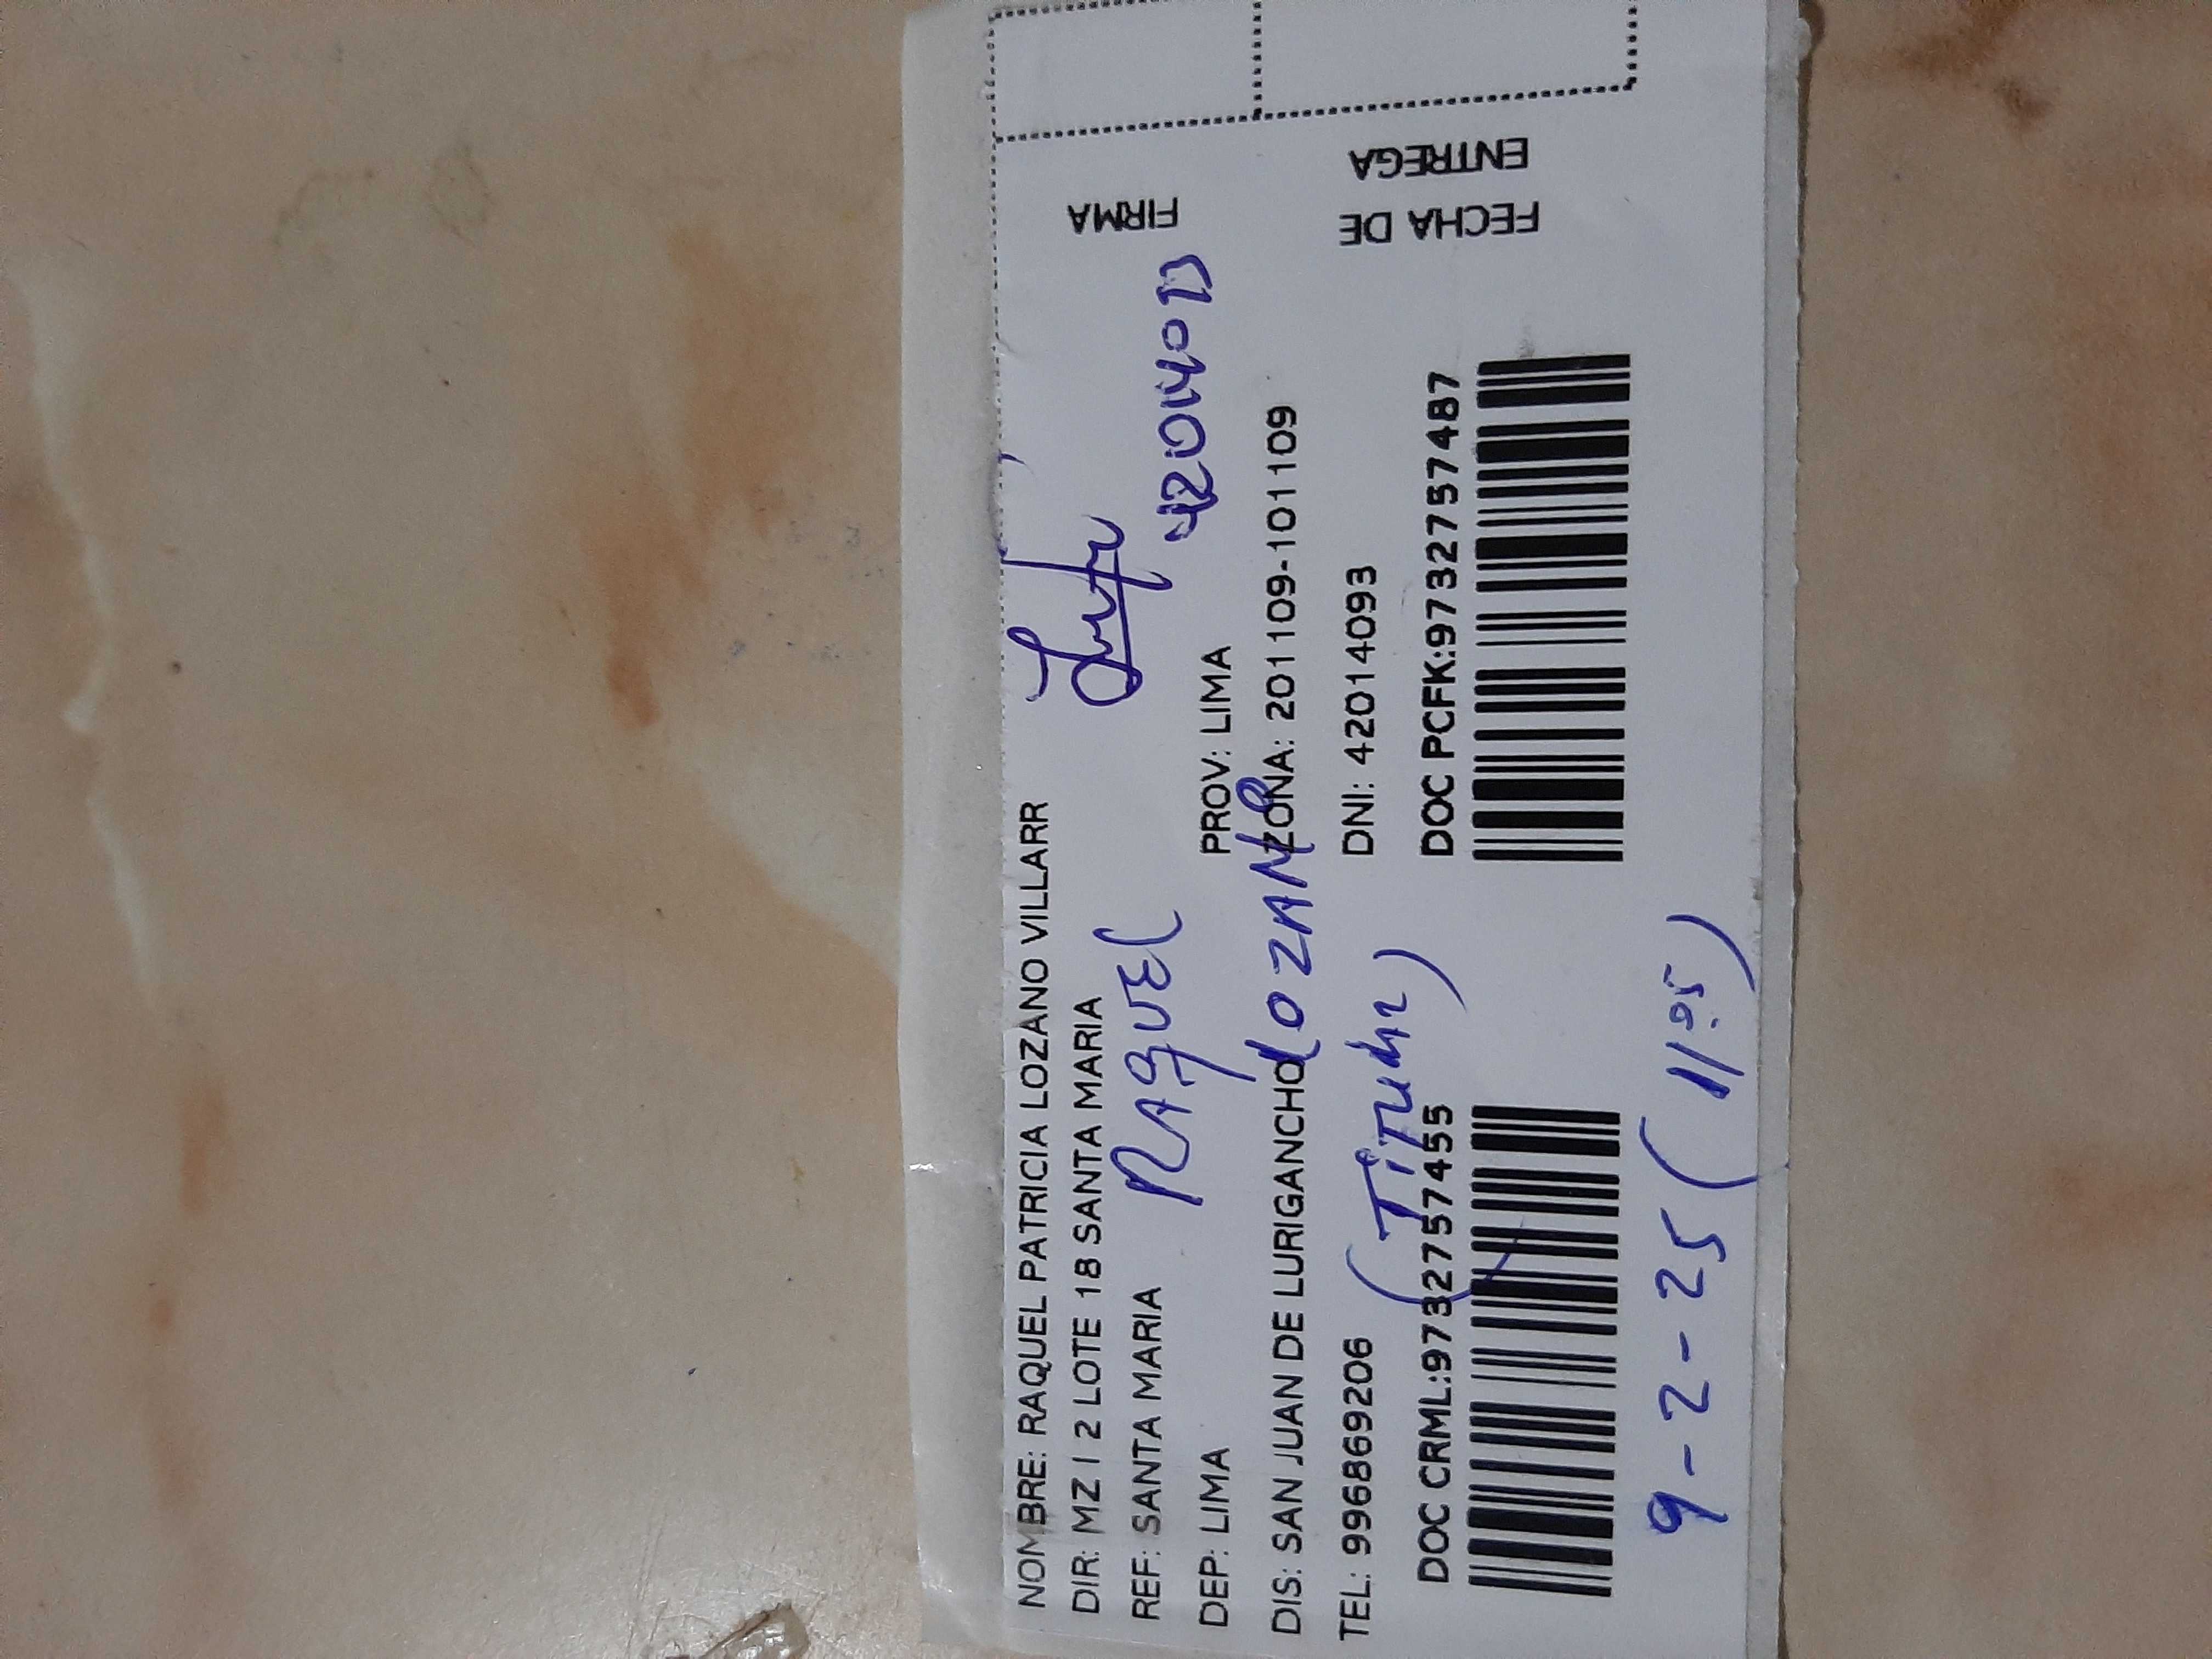 NOMBRE: RAQUEL PATRICIA LOZANO VILLARR
DIR: MZ I 2 LOTE 18 SANTA MARIA
REF: SANTA MARIA
RAQUEL
DEP: LIMA
PROV: LIMA
DIS: SAN JUAN DE LURIGANCHO
LOZANO
ZONA: 201109-101109
TEL: 996869206
(Titular)
DNI: 42014093
DOC CRML:9732757455
DOC PCFK:9732757487
9-2-25 (11:05)
FIRMA
FECHA DE
ENTREGA